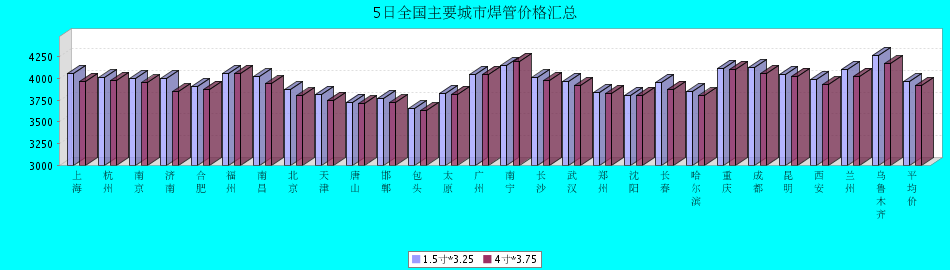 5日全国主要城市焊管价格汇总
4250
4000
3750
3500
3250
3000
上海
杭州
南京
济南
合肥
福州
南昌
北京
天津
唐山
邯郸
包头
太原
广州
南宁
长沙
武汉
郑州
沈阳
长春
哈尔滨
重庆
成都
昆明
西安
兰州
乌鲁木齐
平均价
1.5寸*3.25
4寸*3.75